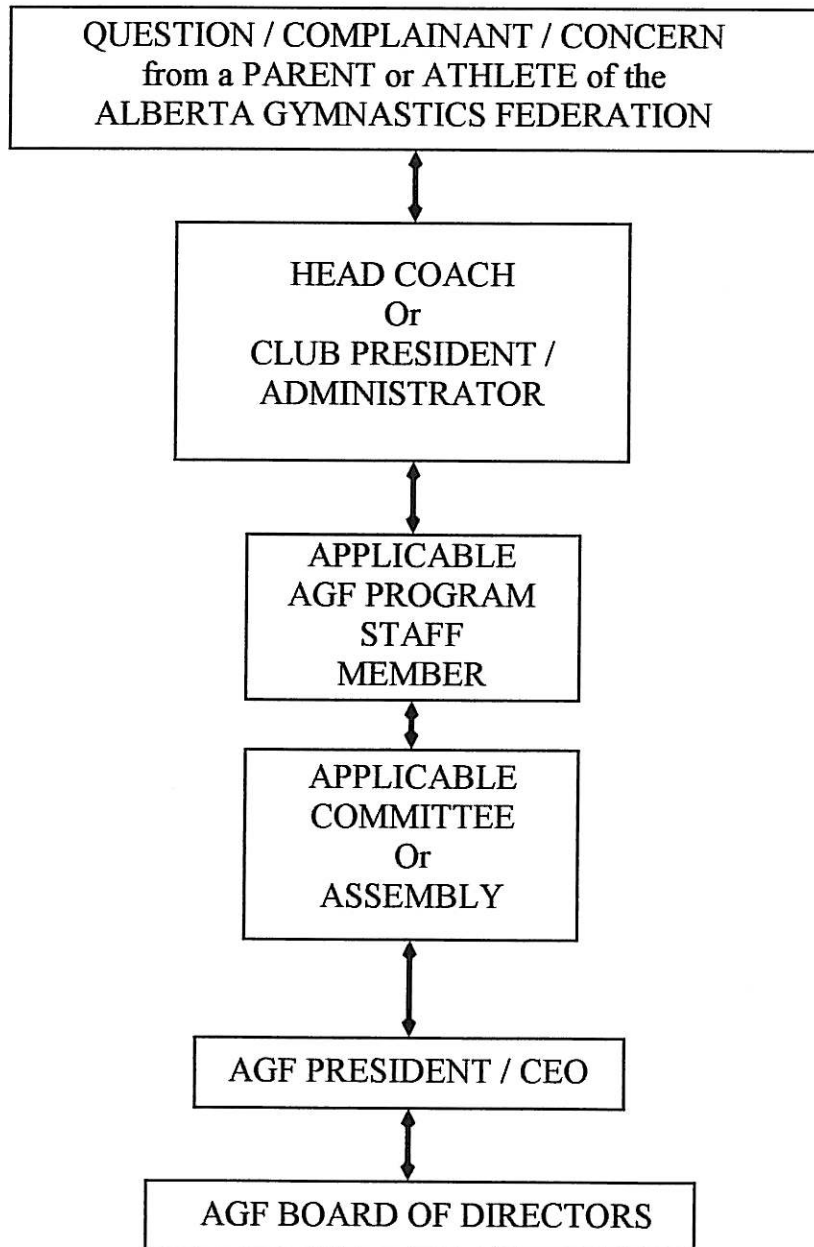 QUESTION / COMPLAINANT / CONCERN
from a PARENT or ATHLETE of the
ALBERTA GYMNASTICS FEDERATION
HEAD COACH
Or
CLUB PRESIDENT /
ADMINISTRATOR
APPLICABLE
AGF PROGRAM
STAFF
MEMBER
APPLICABLE
COMMITTEE
Or
ASSEMBLY
AGF PRESIDENT / CEO
AGF BOARD OF DIRECTORS